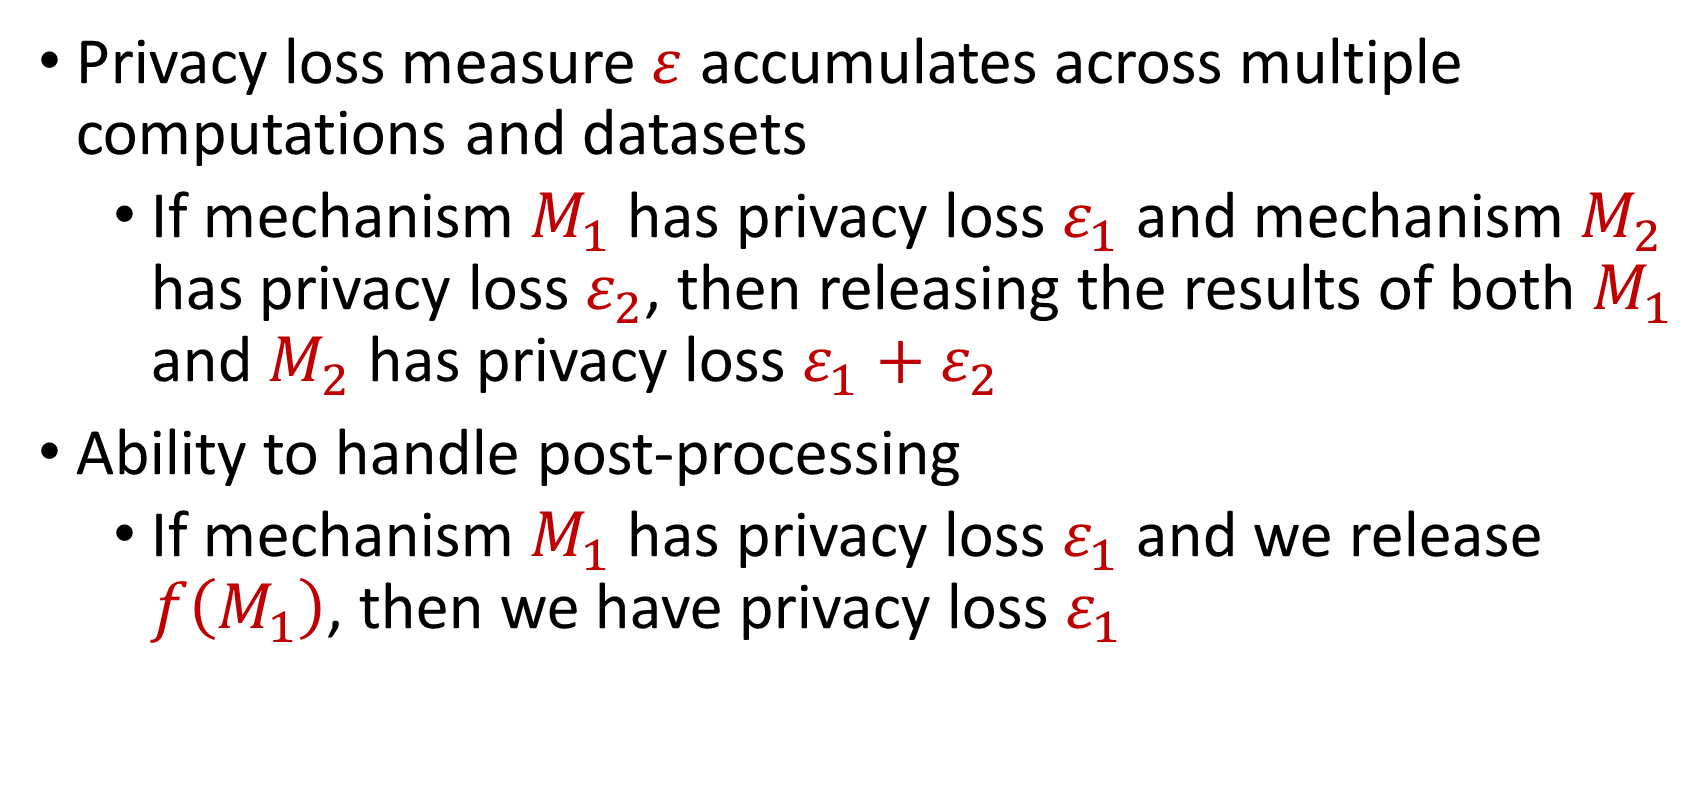 • Privacy loss measure ε accumulates across multiple
computations and datasets
• If mechanism M₁ has privacy loss ε₁ and mechanism M₂
has privacy loss ε₂, then releasing the results of both M₁
and M₂ has privacy loss ε₁ + ε₂
• Ability to handle post-processing
• If mechanism M₁ has privacy loss ε₁ and we release
f(M₁), then we have privacy loss ε₁